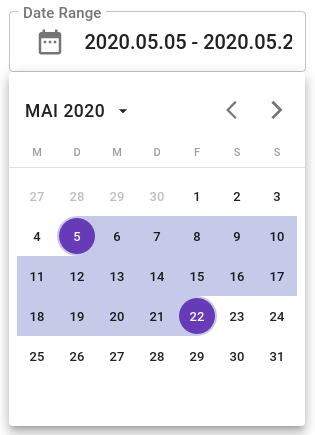 Date Range
2020.05.05 - 2020.05.2
MAI 2020
M D M D F S S
27 28 29 30 1 2 3
4 5 6 7 8 9 10
11 12 13 14 15 16 17
18 19 20 21 22 23 24
25 26 27 28 29 30 31